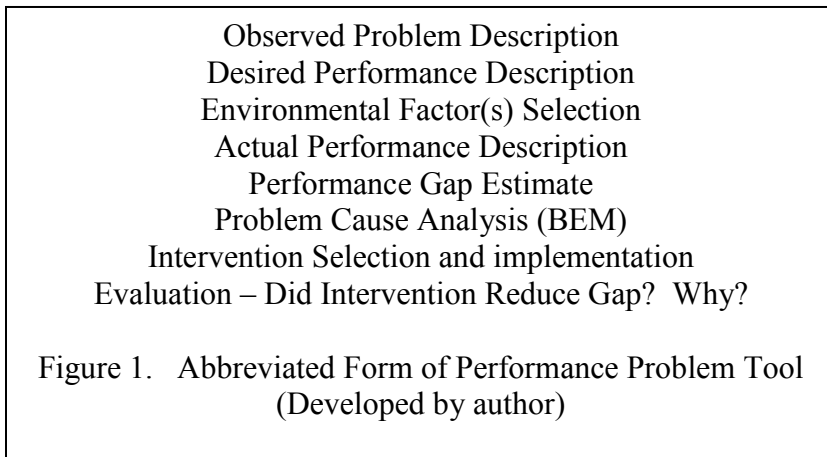 Observed Problem Description
Desired Performance Description
Environmental Factor(s) Selection
Actual Performance Description
Performance Gap Estimate
Problem Cause Analysis (BEM)
Intervention Selection and implementation
Evaluation – Did Intervention Reduce Gap?  Why?
Figure 1.   Abbreviated Form of Performance Problem Tool
(Developed by author)